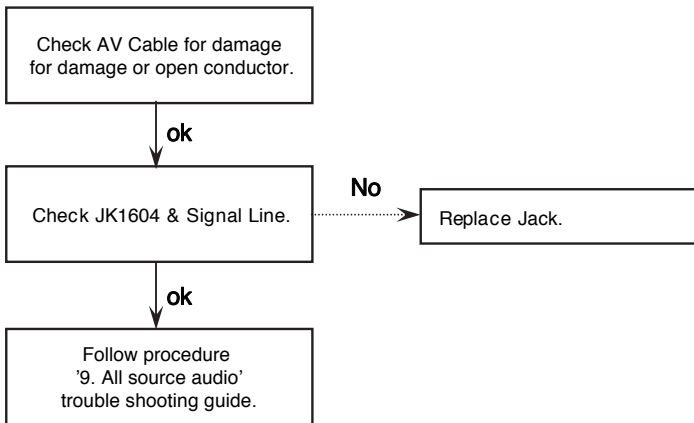 Check AV Cable for damage
for damage or open conductor.
ok
Check JK1604 & Signal Line.
No
Replace Jack.
ok
Follow procedure
'9. All source audio'
trouble shooting guide.